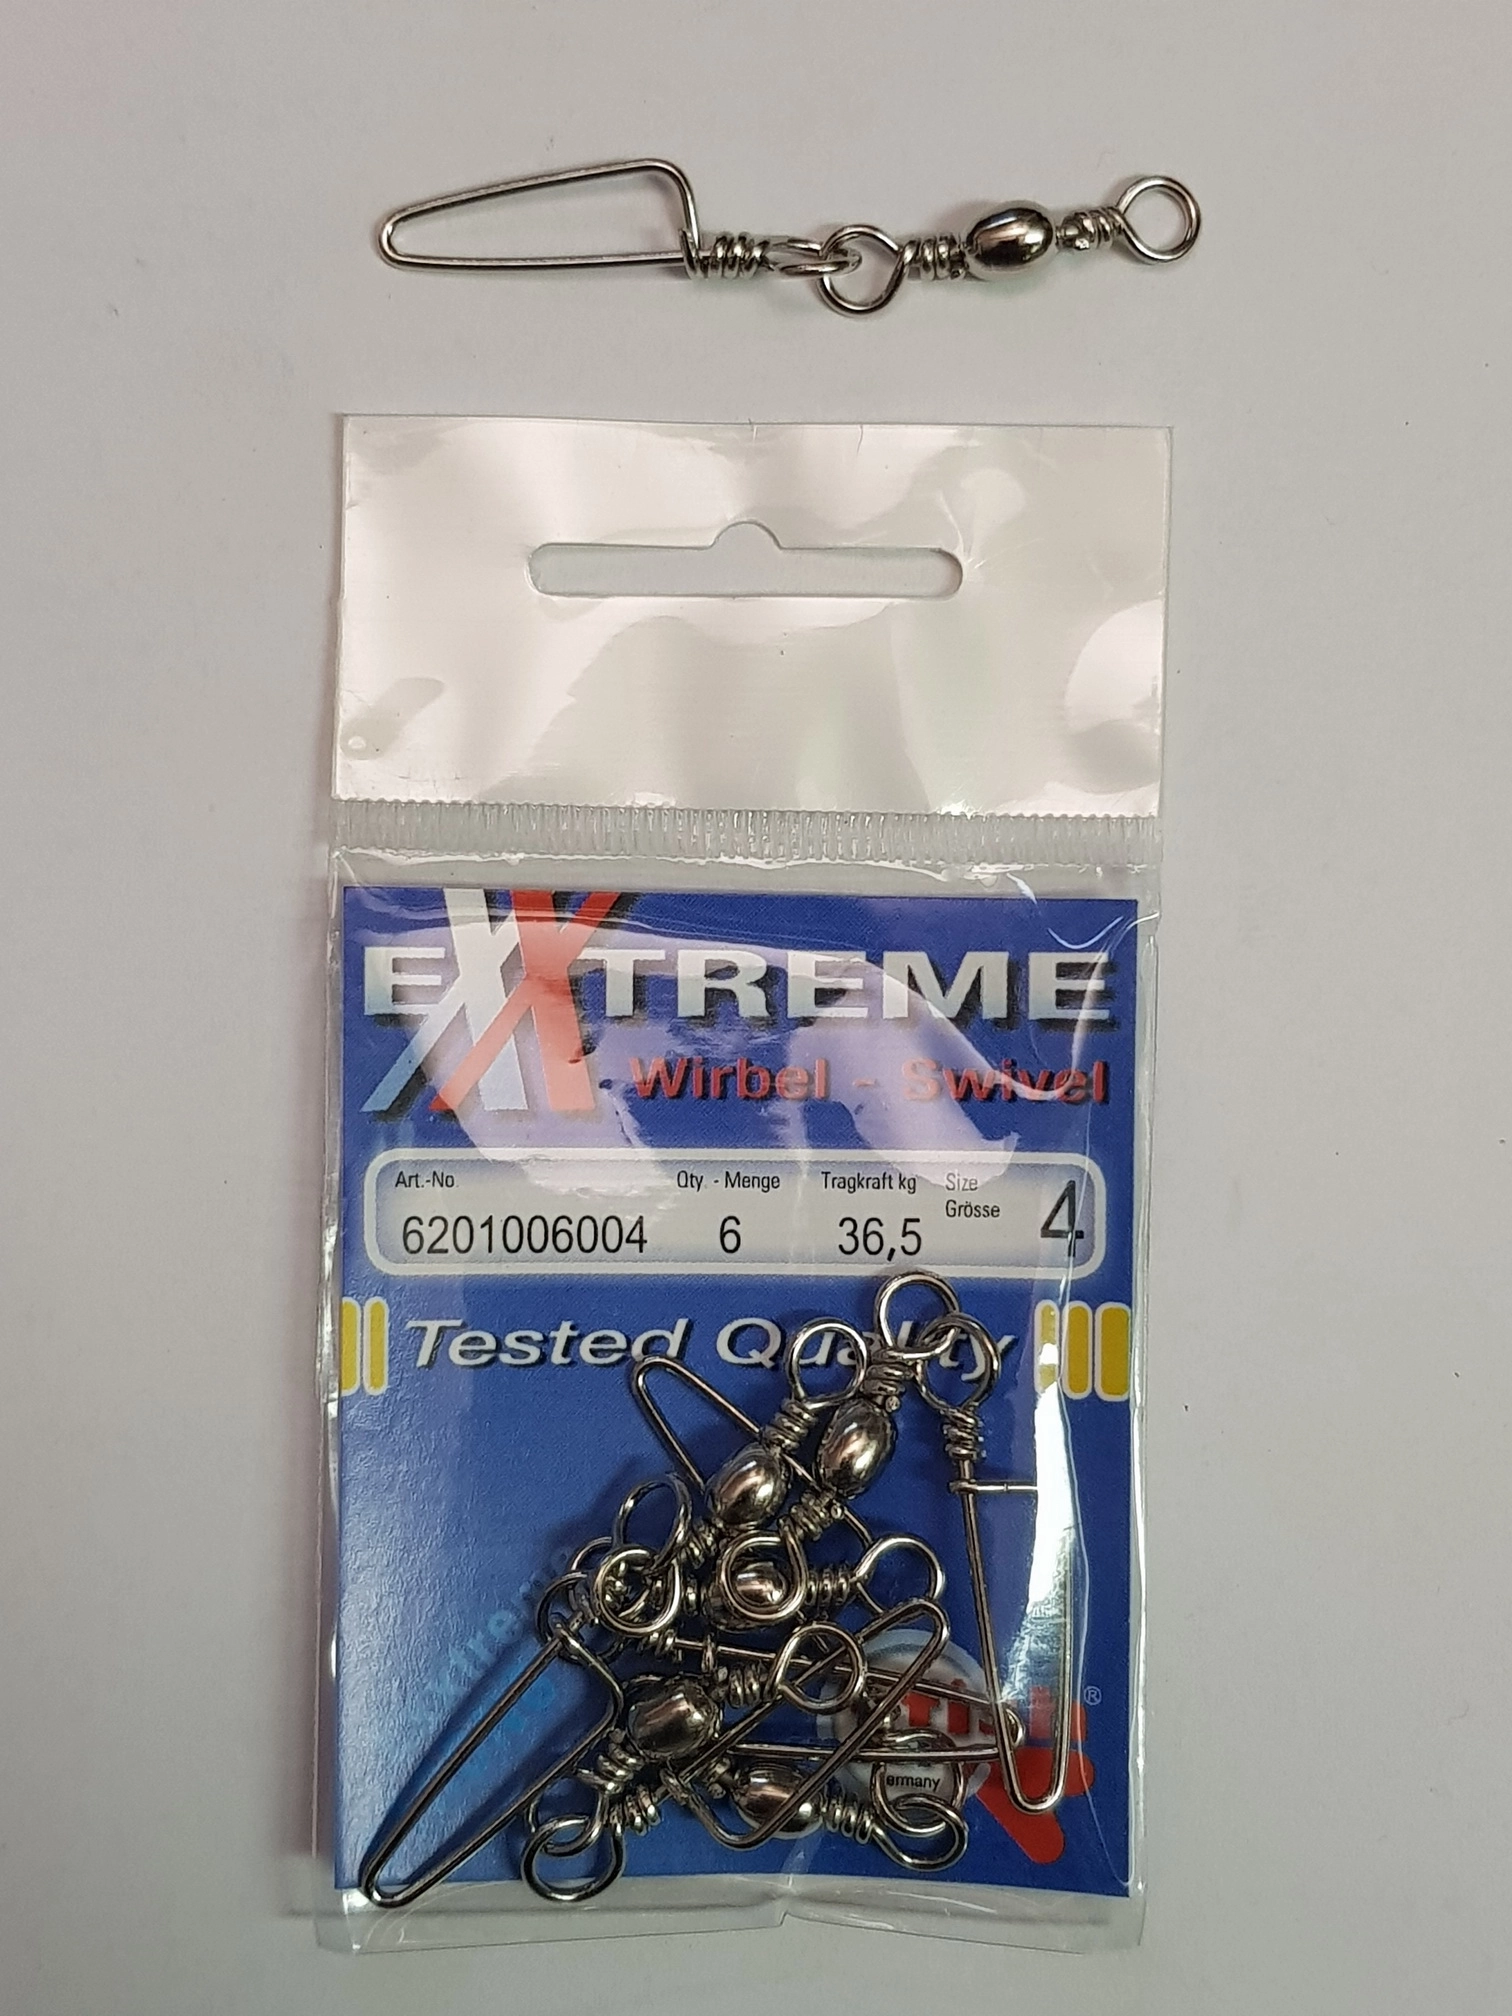 EXTREME
Wirbel - Swivel
Art.-No. Qty. - Menge Tragkraft kg Size
Grösse
6201006004 6 36,5 4
Tested Quality
®